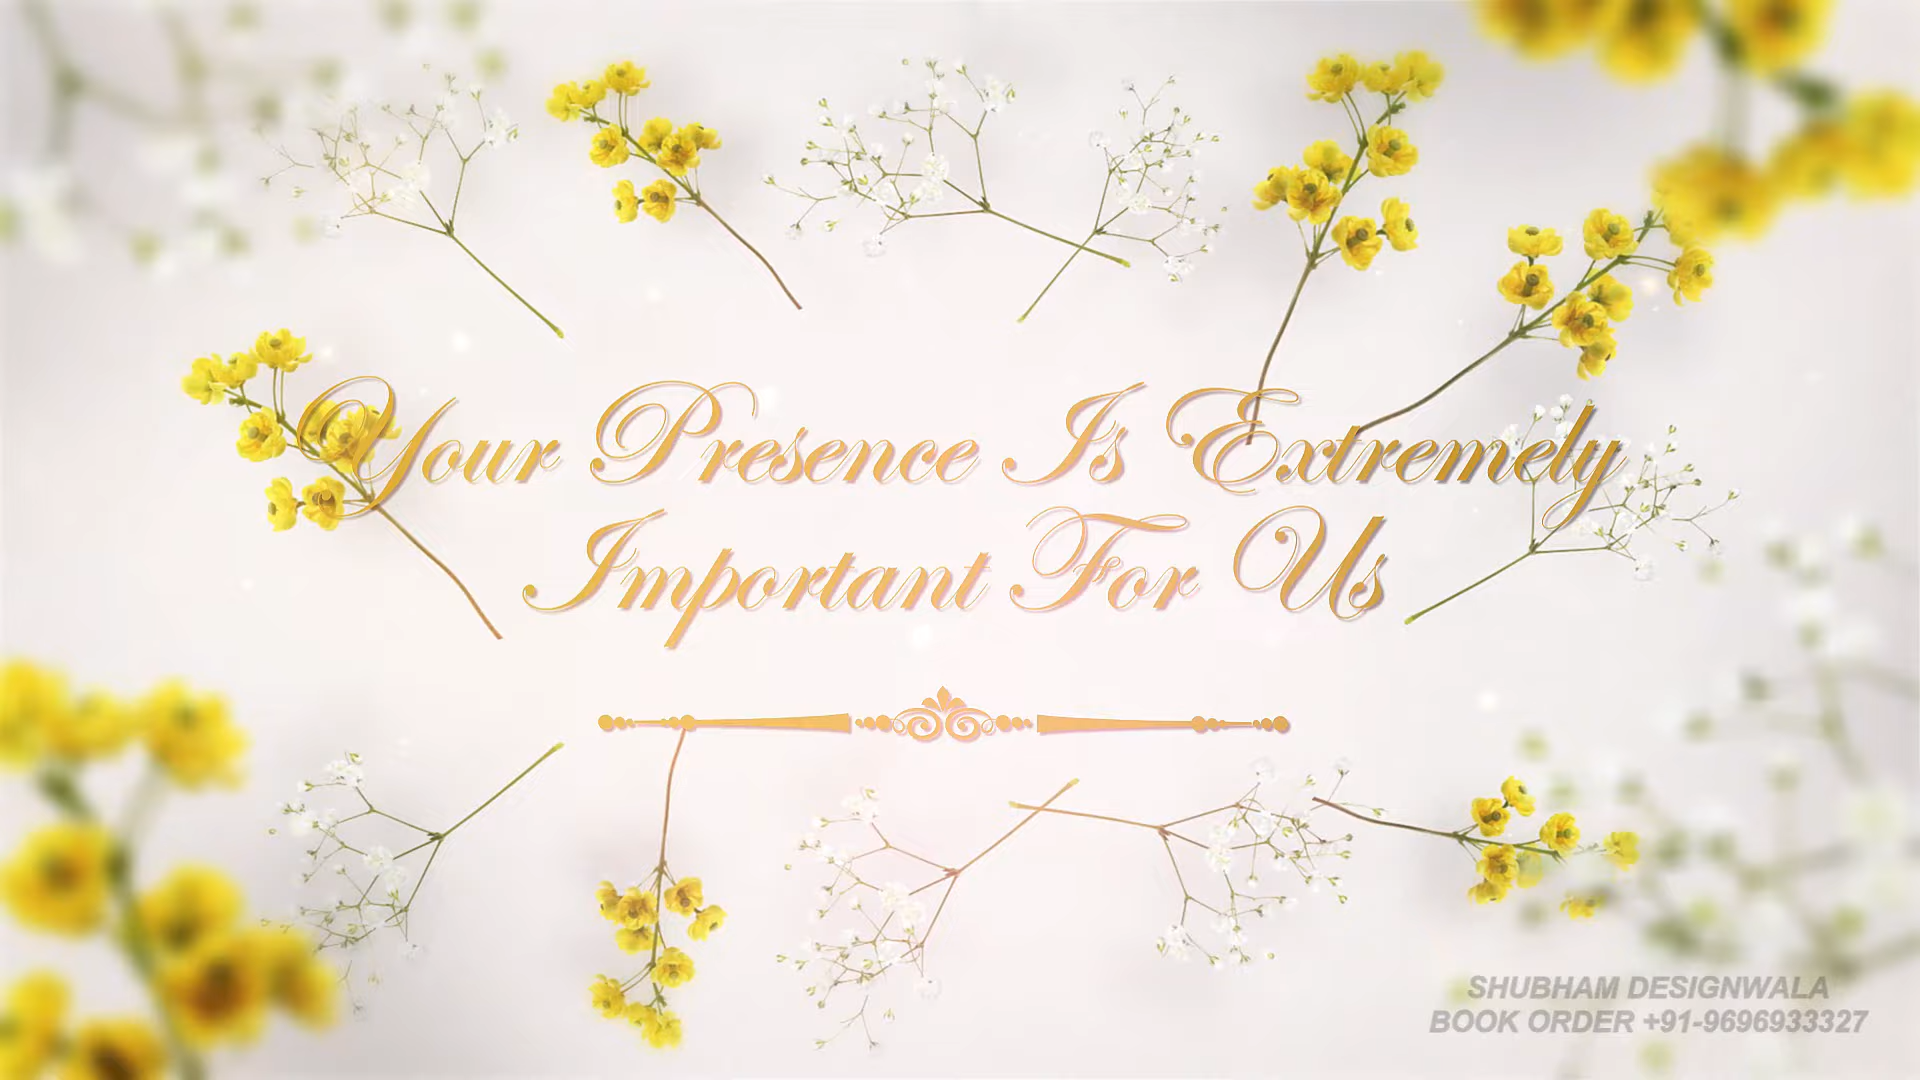 Your Presence Is Extremely
Important For Us
SHUBHAM DESIGNWALA
BOOK ORDER +91-9696933327